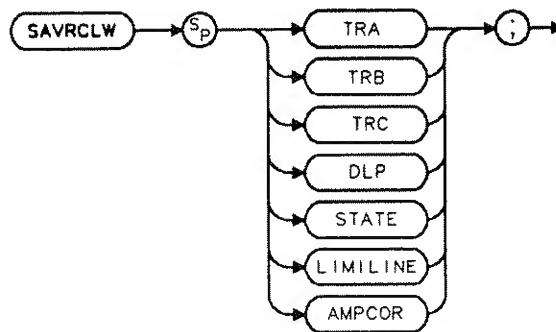 SAVRCLW SP TRA ;
TRB
TRC
DLP
STATE
LIMILINE
AMPCOR